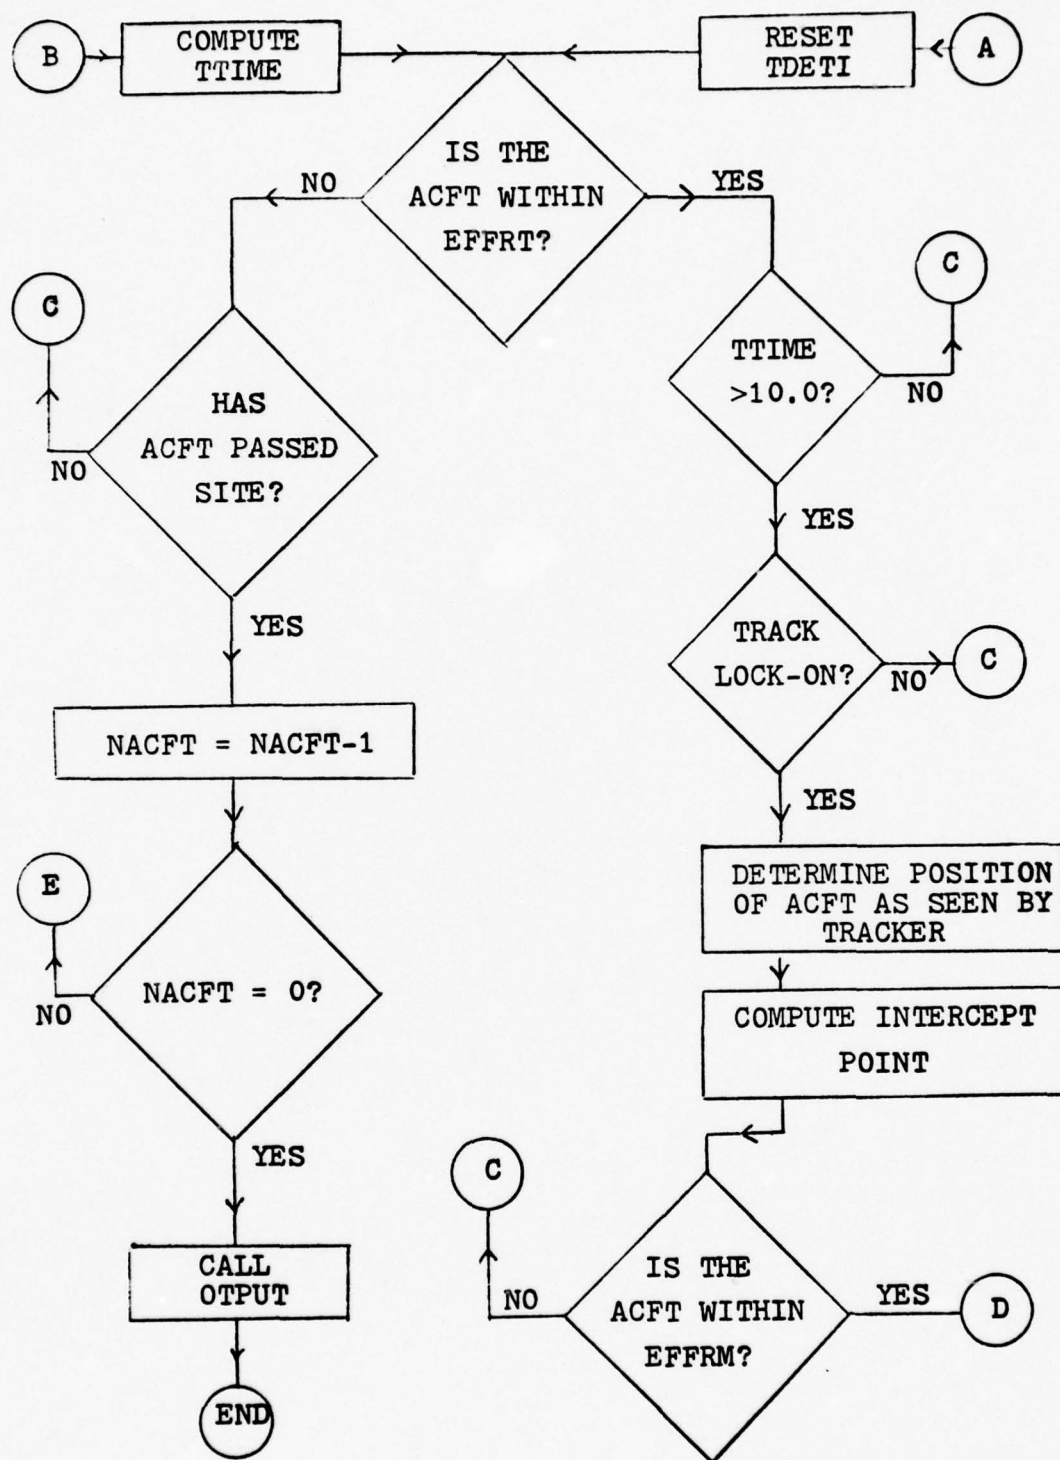 B
COMPUTE
TTIME
RESET
TDETI
A
IS THE
ACFT WITHIN
EFFRT?
NO
YES
C
HAS
ACFT PASSED
SITE?
NO
YES
C
TTIME
>10.0?
NO
YES
TRACK
LOCK-ON?
NO
C
YES
NACFT = NACFT-1
E
NACFT = 0?
NO
YES
DETERMINE POSITION
OF ACFT AS SEEN BY
TRACKER
COMPUTE INTERCEPT
POINT
CALL
OTPUT
END
C
IS THE
ACFT WITHIN
EFFRM?
NO
YES
D